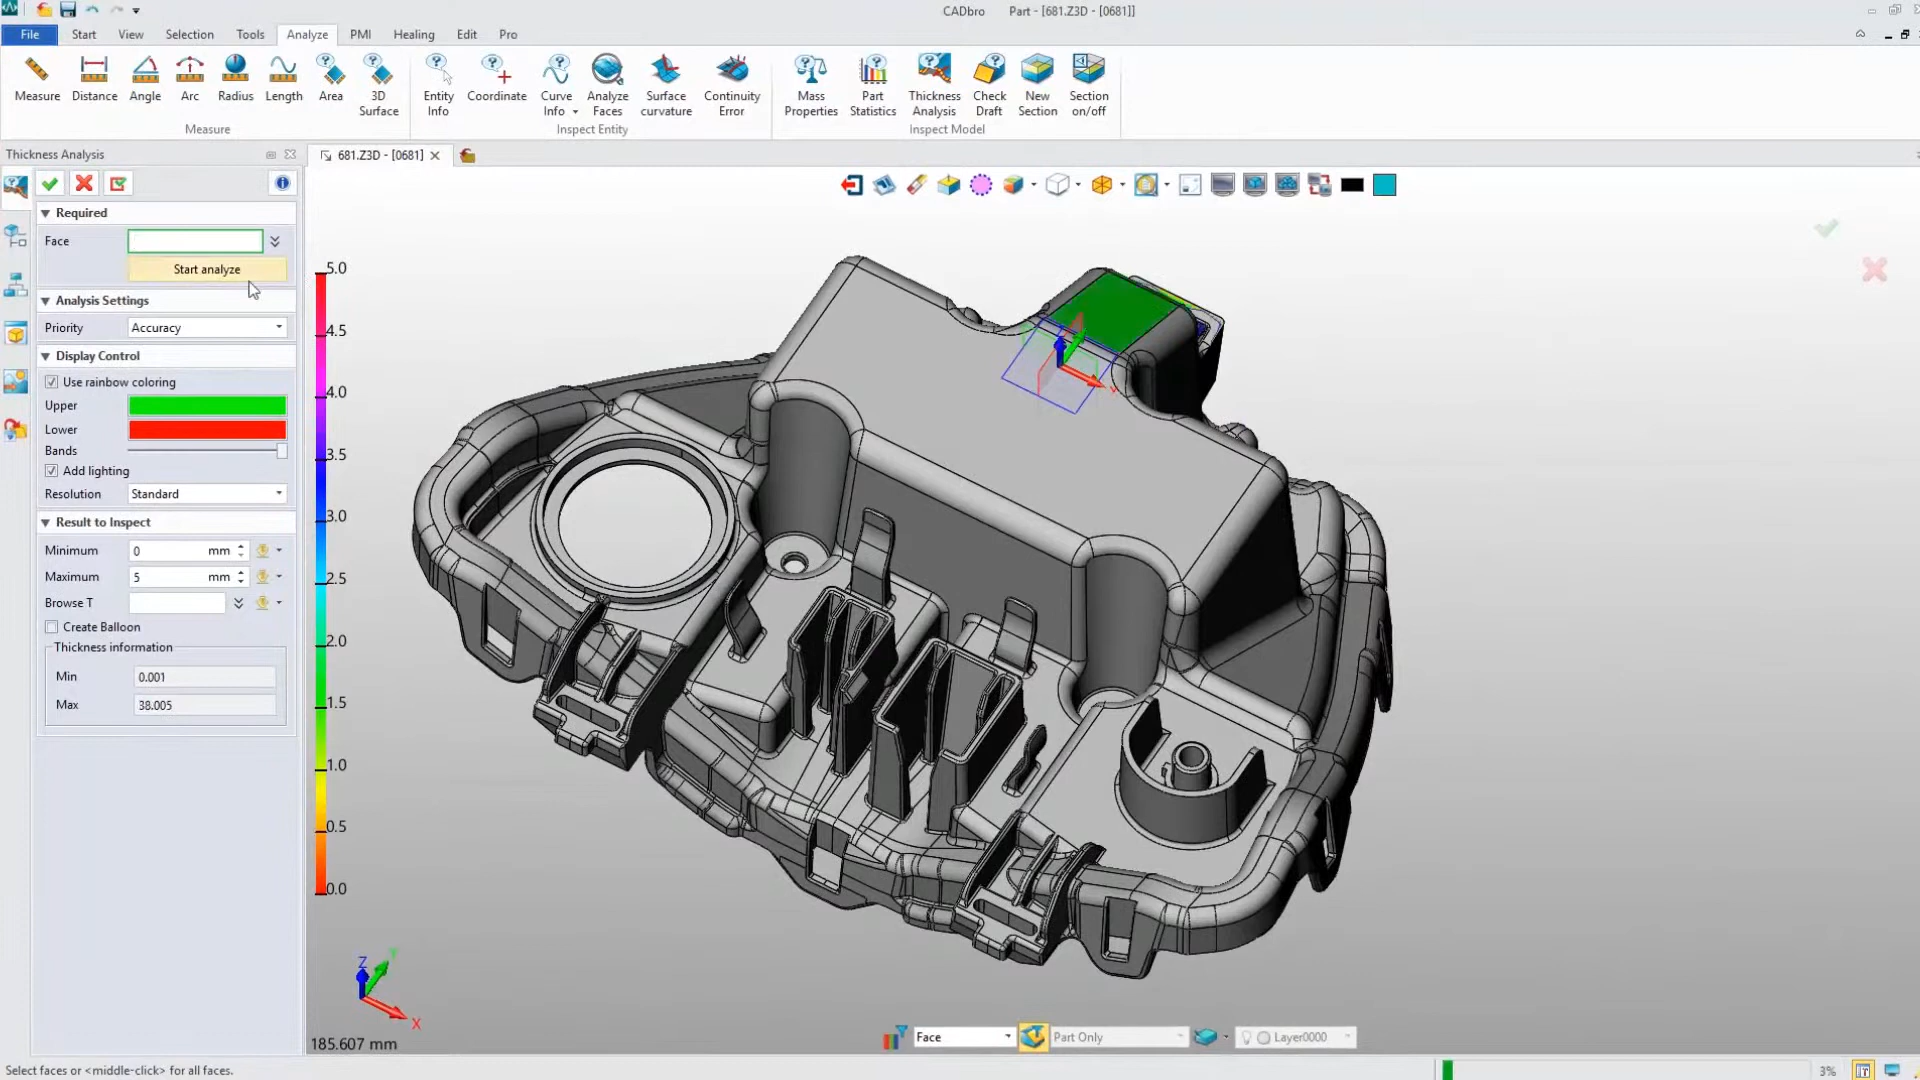 CADbro Part - [681.Z3D - [0681]]
File Start View Selection Tools Analyze PMI Healing Edit Pro
Measure Distance Angle Arc Radius Length Area 3D Surface Entity Info Coordinate Curve Info Analyze Faces Surface curvature Continuity Error Mass Properties Part Statistics Thickness Analysis Check Draft New Section Section on/off
Measure Inspect Entity Inspect Model
Thickness Analysis
681.Z3D - [0681]
Required
Face
Start analyze
Analysis Settings
Priority Accuracy
Display Control
Use rainbow coloring
Upper
Lower
Bands
Add lighting
Resolution Standard
Result to Inspect
Minimum 0 mm
Maximum 5 mm
Browse T
Create Balloon
Thickness information
Min 0.001
Max 38.005
5.0
4.5
4.0
3.5
3.0
2.5
2.0
1.5
1.0
0.5
0.0
Z
Y
X
185.607 mm
Face Part Only Layer0000
Select faces or <middle-click> for all faces.
3%